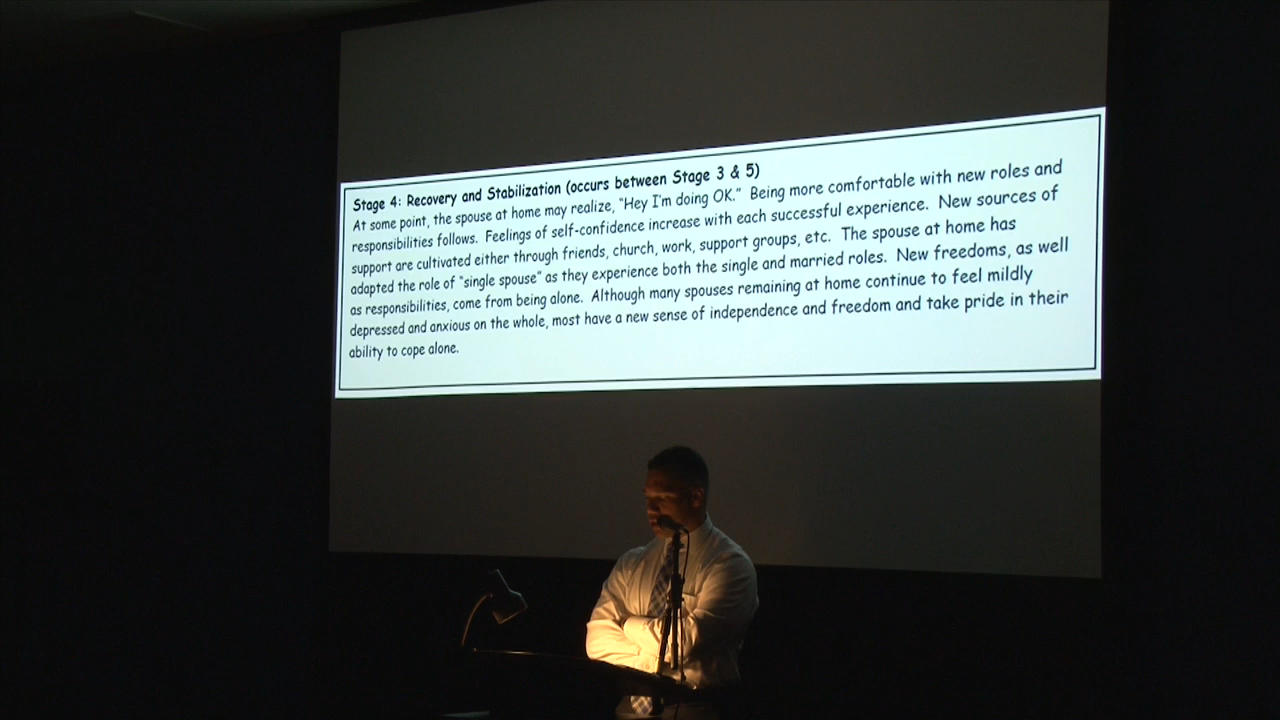 Stage 4: Recovery and Stabilization (occurs between Stage 3 & 5)
At some point, the spouse at home may realize, “Hey I’m doing OK.” Being more comfortable with new roles and
responsibilities follows. Feelings of self-confidence increase with each successful experience. New sources of
support are cultivated either through friends, church, work, support groups, etc. The spouse at home has
adapted the role of “single spouse” as they experience both the single and married roles. New freedoms, as well
as responsibilities, come from being alone. Although many spouses remaining at home continue to feel mildly
depressed and anxious on the whole, most have a new sense of independence and freedom and take pride in their
ability to cope alone.